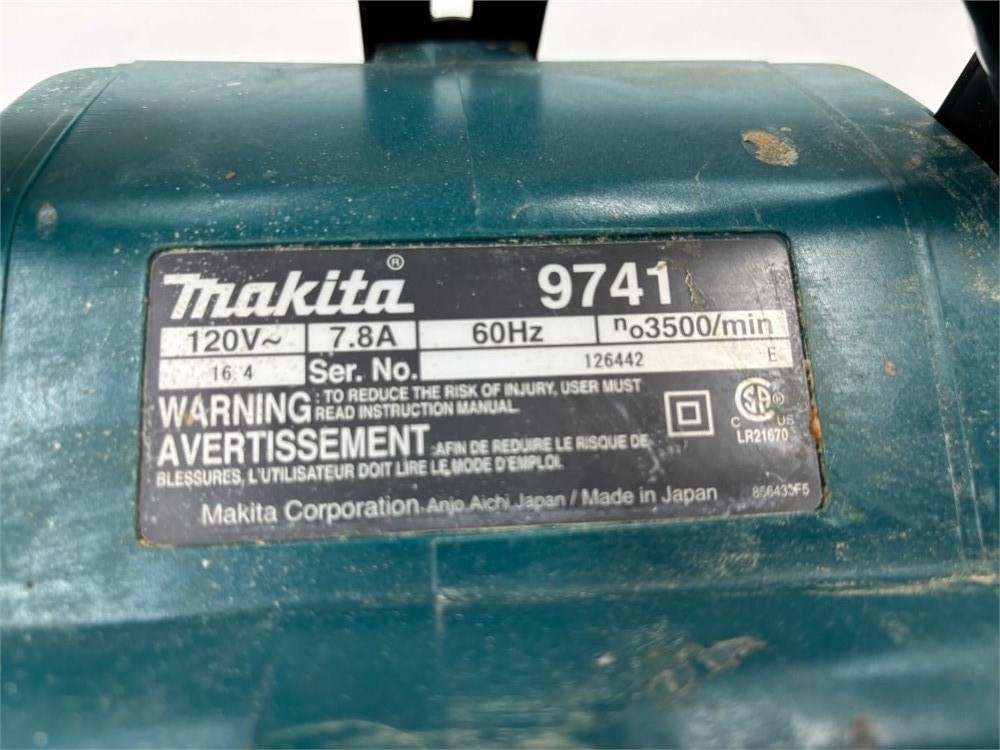 Makita® 9741
120V~ 7.8A 60Hz n₀3500/min
16.4 Ser. No. 126442 E
WARNING : TO REDUCE THE RISK OF INJURY, USER MUST
READ INSTRUCTION MANUAL.
AVERTISSEMENT : AFIN DE REDUIRE LE RISQUE DE
BLESSURES, L'UTILISATEUR DOIT LIRE LE MODE D'EMPLOI.
SA®
C US
LR21670
Makita Corporation Anjo Aichi Japan / Made in Japan